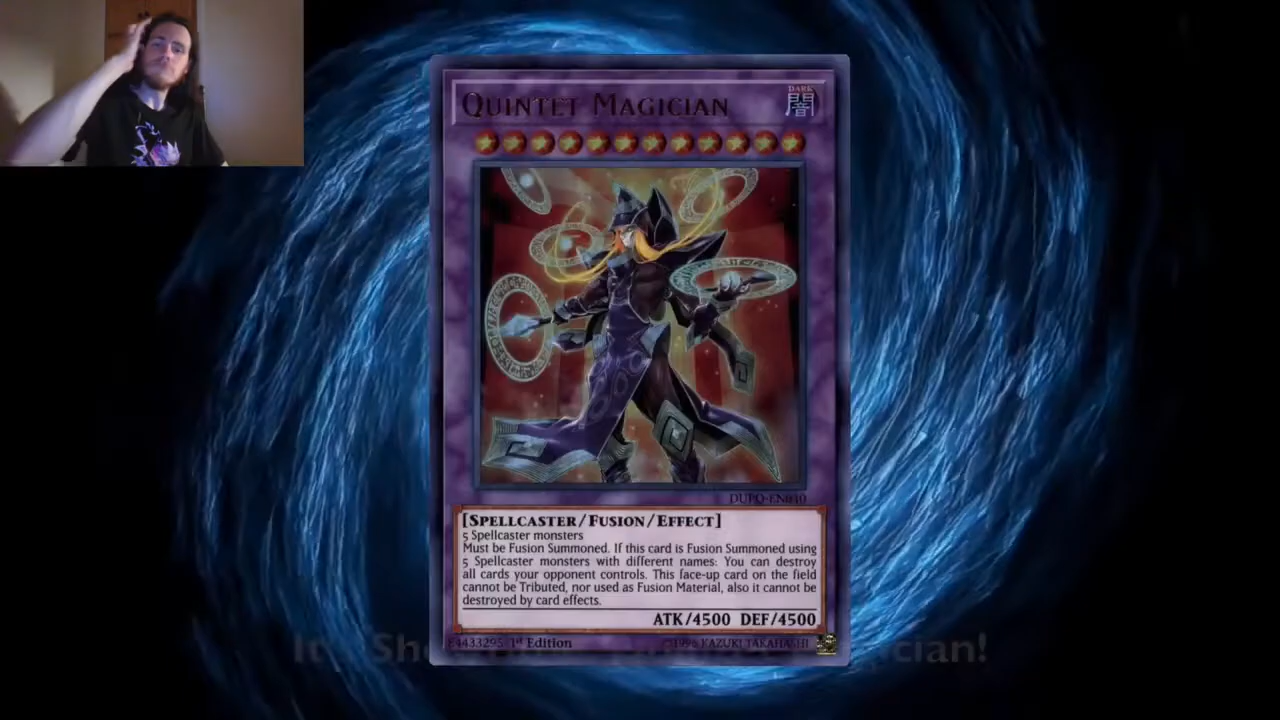 QUINTET MAGICIAN
DARK
闇
DUPO-EN030
[SPELLCASTER/FUSION/EFFECT]
5 Spellcaster monsters
Must be Fusion Summoned. If this card is Fusion Summoned using
5 Spellcaster monsters with different names: You can destroy
all cards your opponent controls. This face-up card on the field
cannot be Tributed, nor used as Fusion Material, also it cannot be
destroyed by card effects.
ATK/4500 DEF/4500
1st Edition
©1996 KAZUKI TAKAHASHI